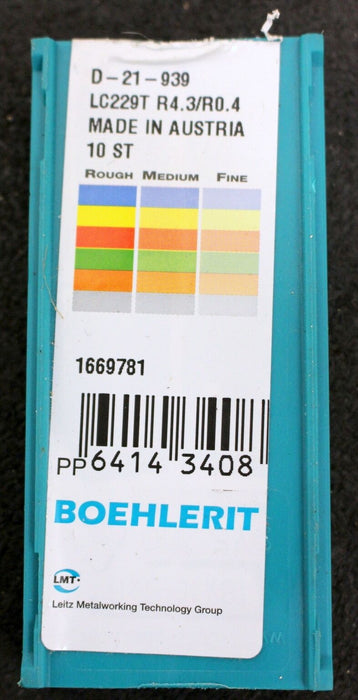 D-21-939
LC229T R4.3/R0.4
MADE IN AUSTRIA
10 ST
ROUGH MEDIUM FINE
1669781
PP 6414 3408
BOEHLERIT
LMT
Leitz Metalworking Technology Group